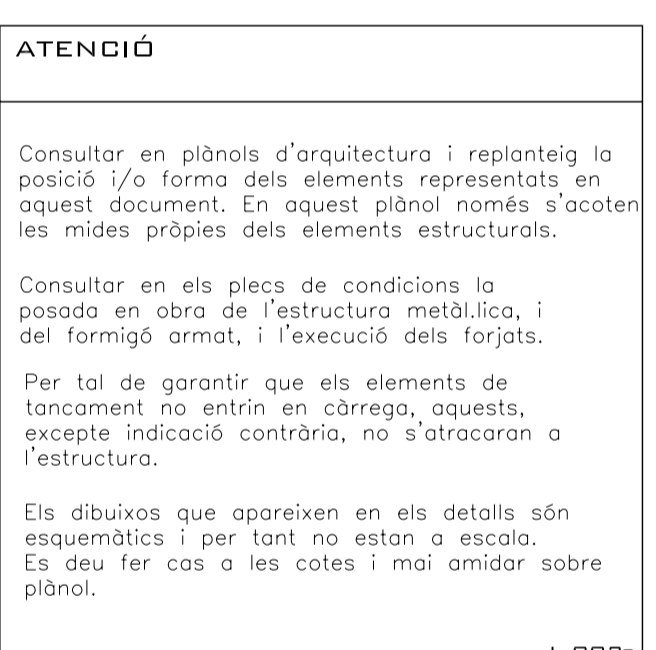 ATENCIÓ
Consultar en plànols d'arquitectura i replanteig la
posició i/o forma dels elements representats en
aquest document. En aquest plànol només s'acoten
les mides pròpies dels elements estructurals.
Consultar en els plecs de condicions la
posada en obra de l'estructura metàl.lica, i
del formigó armat, i l'execució dels forjats.
Per tal de garantir que els elements de
tancament no entrin en càrrega, aquests,
excepte indicació contrària, no s'atracaran a
l'estructura.
Els dibuixos que apareixen en els detalls són
esquemàtics i per tant no estan a escala.
Es deu fer cas a les cotes i mai amidar sobre
plànol.